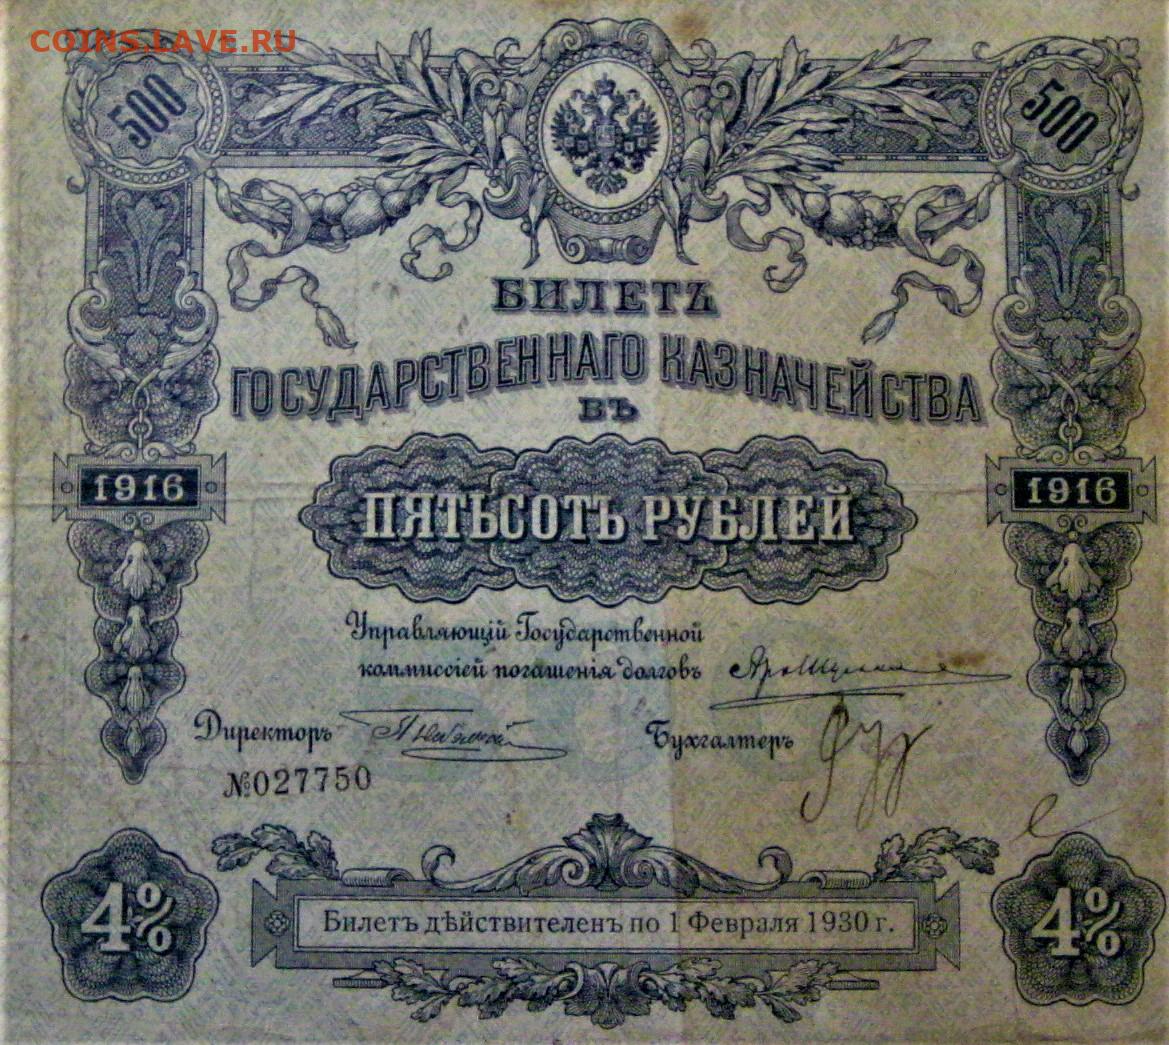 COINS.LAVE.RU
500 500
БИЛЕТЪ
ГОСУДАРСТВЕННАГО КАЗНАЧЕЙСТВА
ВЪ
1916 1916
ПЯТЬСОТЪ РУБЛЕЙ
Управляющій Государственной
коммиссіей погашенія долговъ
Директоръ Бухгалтеръ
№027750
4% 4%
Билетъ дѣйствителенъ по 1 Февраля 1930 г.